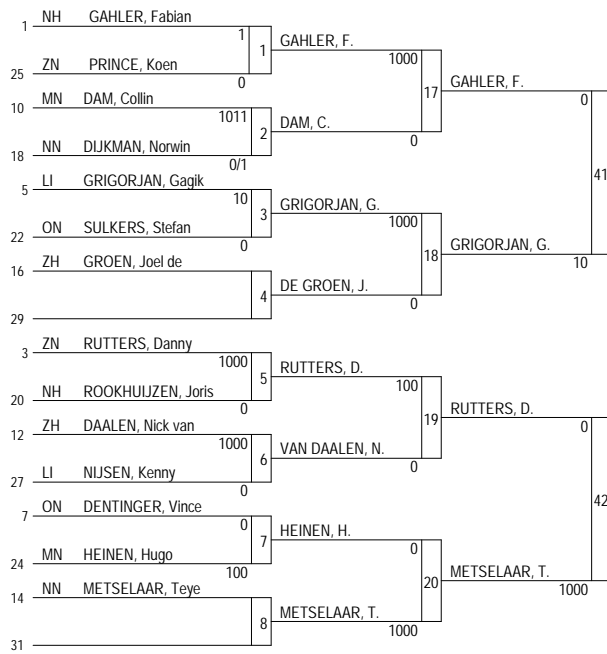 1 NH GAHLER, Fabian
1 1 GAHLER, F.
25 ZN PRINCE, Koen 1000
0 17 GAHLER, F.
10 MN DAM, Collin 0
1011 2 DAM, C.
18 NN DIJKMAN, Norwin 0
0/1 41
5 LI GRIGORJAN, Gagik
10 3 GRIGORJAN, G.
22 ON SULKERS, Stefan 1000
0 18 GRIGORJAN, G.
16 ZH GROEN, Joel de 10
4 DE GROEN, J.
29 0
3 ZN RUTTERS, Danny
1000 5 RUTTERS, D.
20 NH ROOKHUIJZEN, Joris 100
0 19 RUTTERS, D.
12 ZH DAALEN, Nick van 0
1000 6 VAN DAALEN, N.
27 LI NIJSEN, Kenny 0
0 42
7 ON DENTINGER, Vince
0 7 HEINEN, H.
24 MN HEINEN, Hugo 0
100 20 METSELAAR, T.
14 NN METSELAAR, Teye 1000
8 METSELAAR, T.
31 1000